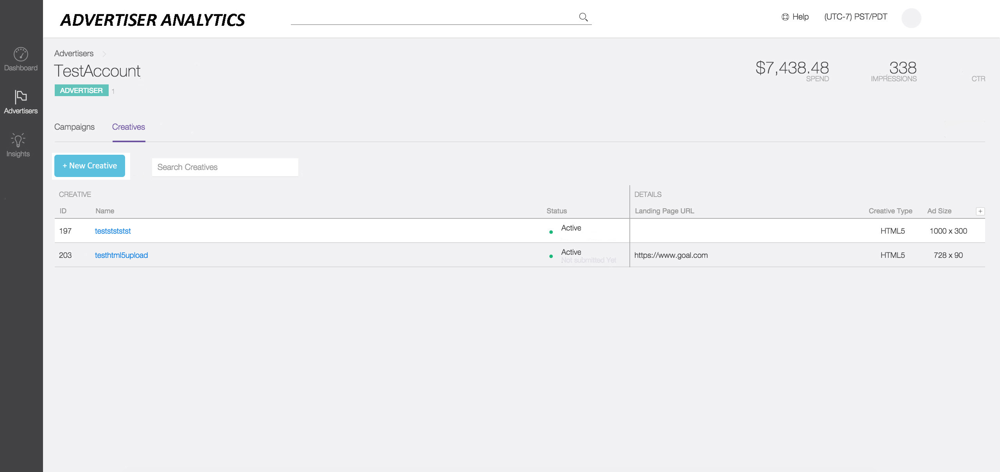 ADVERTISER ANALYTICS
Help
(UTC-7) PST/PDT
Dashboard
Advertisers
Insights
Advertisers
TestAccount
ADVERTISER 1
$7,438.48
SPEND
338
IMPRESSIONS
CTR
Campaigns
Creatives
+ New Creative
Search Creatives
CREATIVE
DETAILS
ID Name Status Landing Page URL Creative Type Ad Size +
197 teststststst Active HTML5 1000 x 300
203 testhtml5upload Active https://www.goal.com HTML5 728 x 90
Not submitted Yet